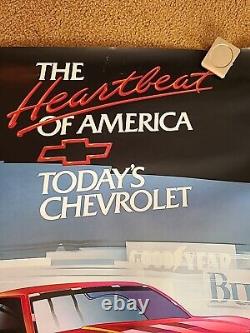 THE
Heartbeat
OF AMERICA
TODAY'S
CHEVROLET
GOODYEAR